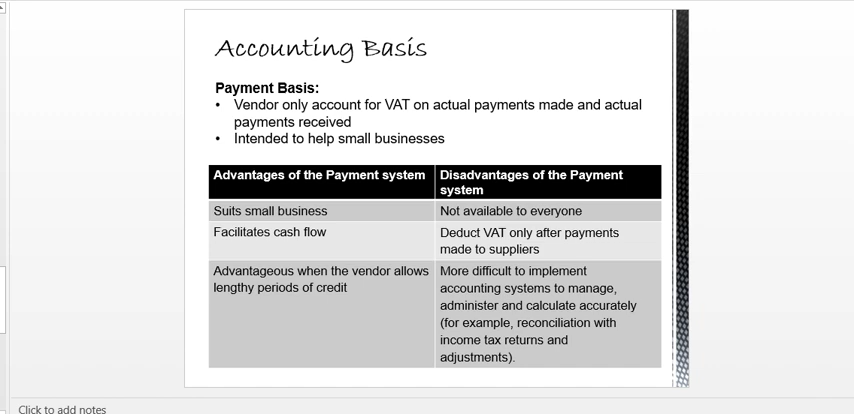 Accounting Basis
Payment Basis:
• Vendor only account for VAT on actual payments made and actual
payments received
• Intended to help small businesses
Advantages of the Payment system
Disadvantages of the Payment
system
Suits small business
Not available to everyone
Facilitates cash flow
Deduct VAT only after payments
made to suppliers
Advantageous when the vendor allows
lengthy periods of credit
More difficult to implement
accounting systems to manage,
administer and calculate accurately
(for example, reconciliation with
income tax returns and
adjustments).
Click to add notes